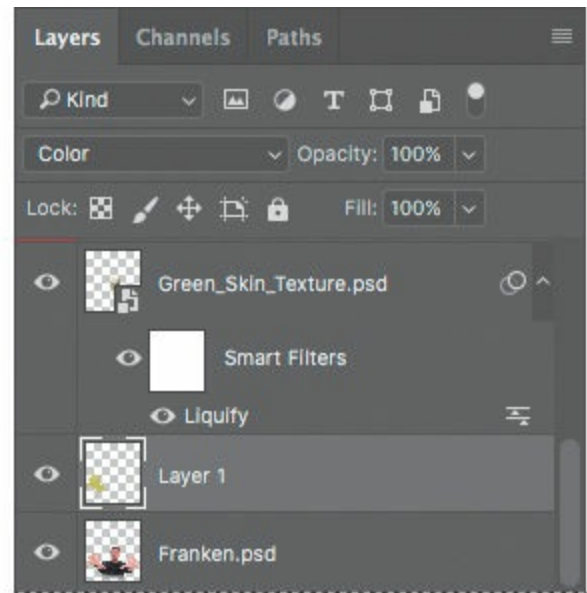 Layers Channels Paths
Kind T
Color Opacity: 100%
Lock: Fill: 100%
Green_Skin_Texture.psd
Smart Filters
Liquify
Layer 1
Franken.psd